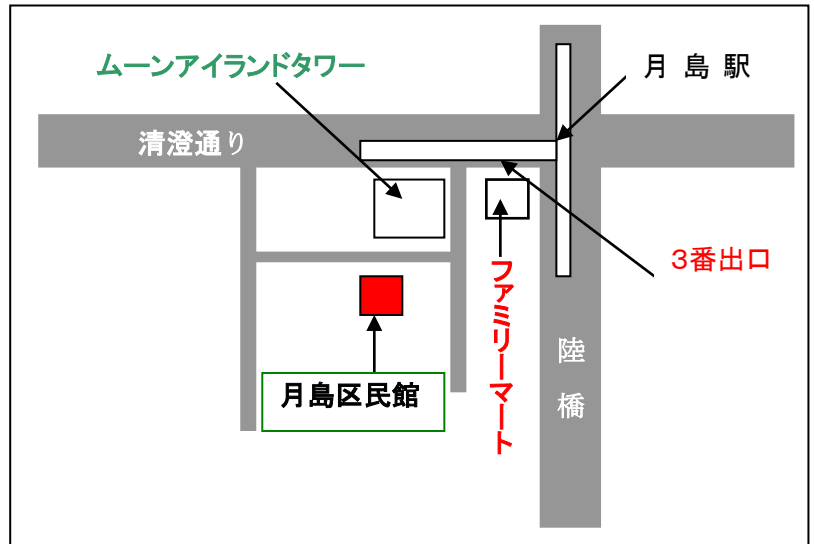 ムーンアイランドタワー
月島駅
清澄通り
3番出口
ファミリーマート
陸橋
月島区民館